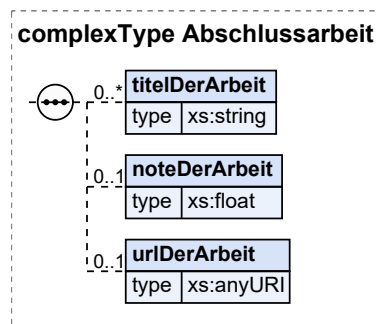 complexType Abschlussarbeit
0..* titelDerArbeit
type xs:string
0..1 noteDerArbeit
type xs:float
0..1 urlDerArbeit
type xs:anyURI